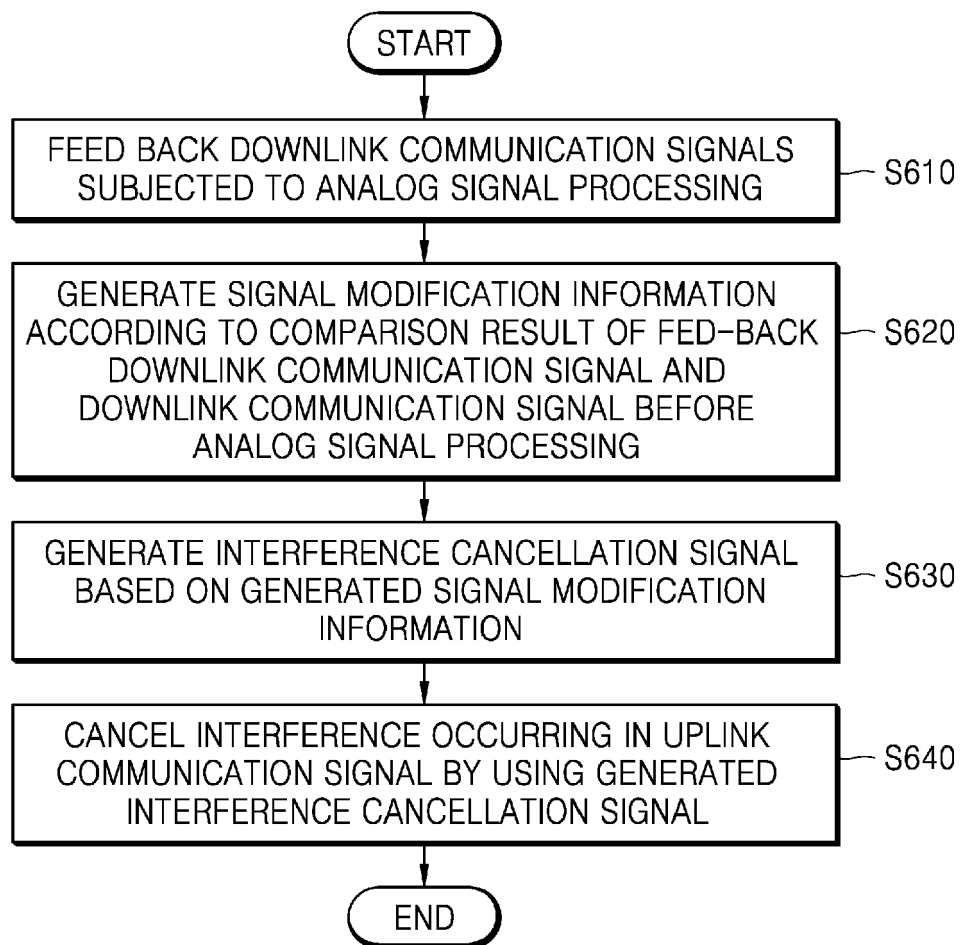 START
FEED BACK DOWNLINK COMMUNICATION SIGNALS
SUBJECTED TO ANALOG SIGNAL PROCESSING
S610
GENERATE SIGNAL MODIFICATION INFORMATION
ACCORDING TO COMPARISON RESULT OF FED-BACK
DOWNLINK COMMUNICATION SIGNAL AND
DOWNLINK COMMUNICATION SIGNAL BEFORE
ANALOG SIGNAL PROCESSING
S620
GENERATE INTERFERENCE CANCELLATION SIGNAL
BASED ON GENERATED SIGNAL MODIFICATION
INFORMATION
S630
CANCEL INTERFERENCE OCCURRING IN UPLINK
COMMUNICATION SIGNAL BY USING GENERATED
INTERFERENCE CANCELLATION SIGNAL
S640
END